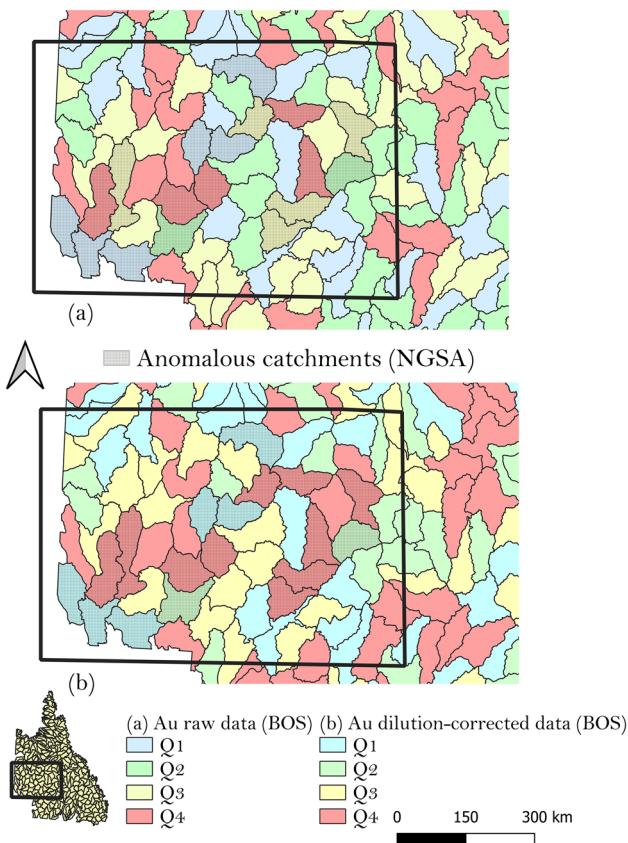 (a)
Anomalous catchments (NGSA)
(b)
(a) Au raw data (BOS)
Q1
Q2
Q3
Q4
(b) Au dilution-corrected data (BOS)
Q1
Q2
Q3
Q4
0 150 300 km